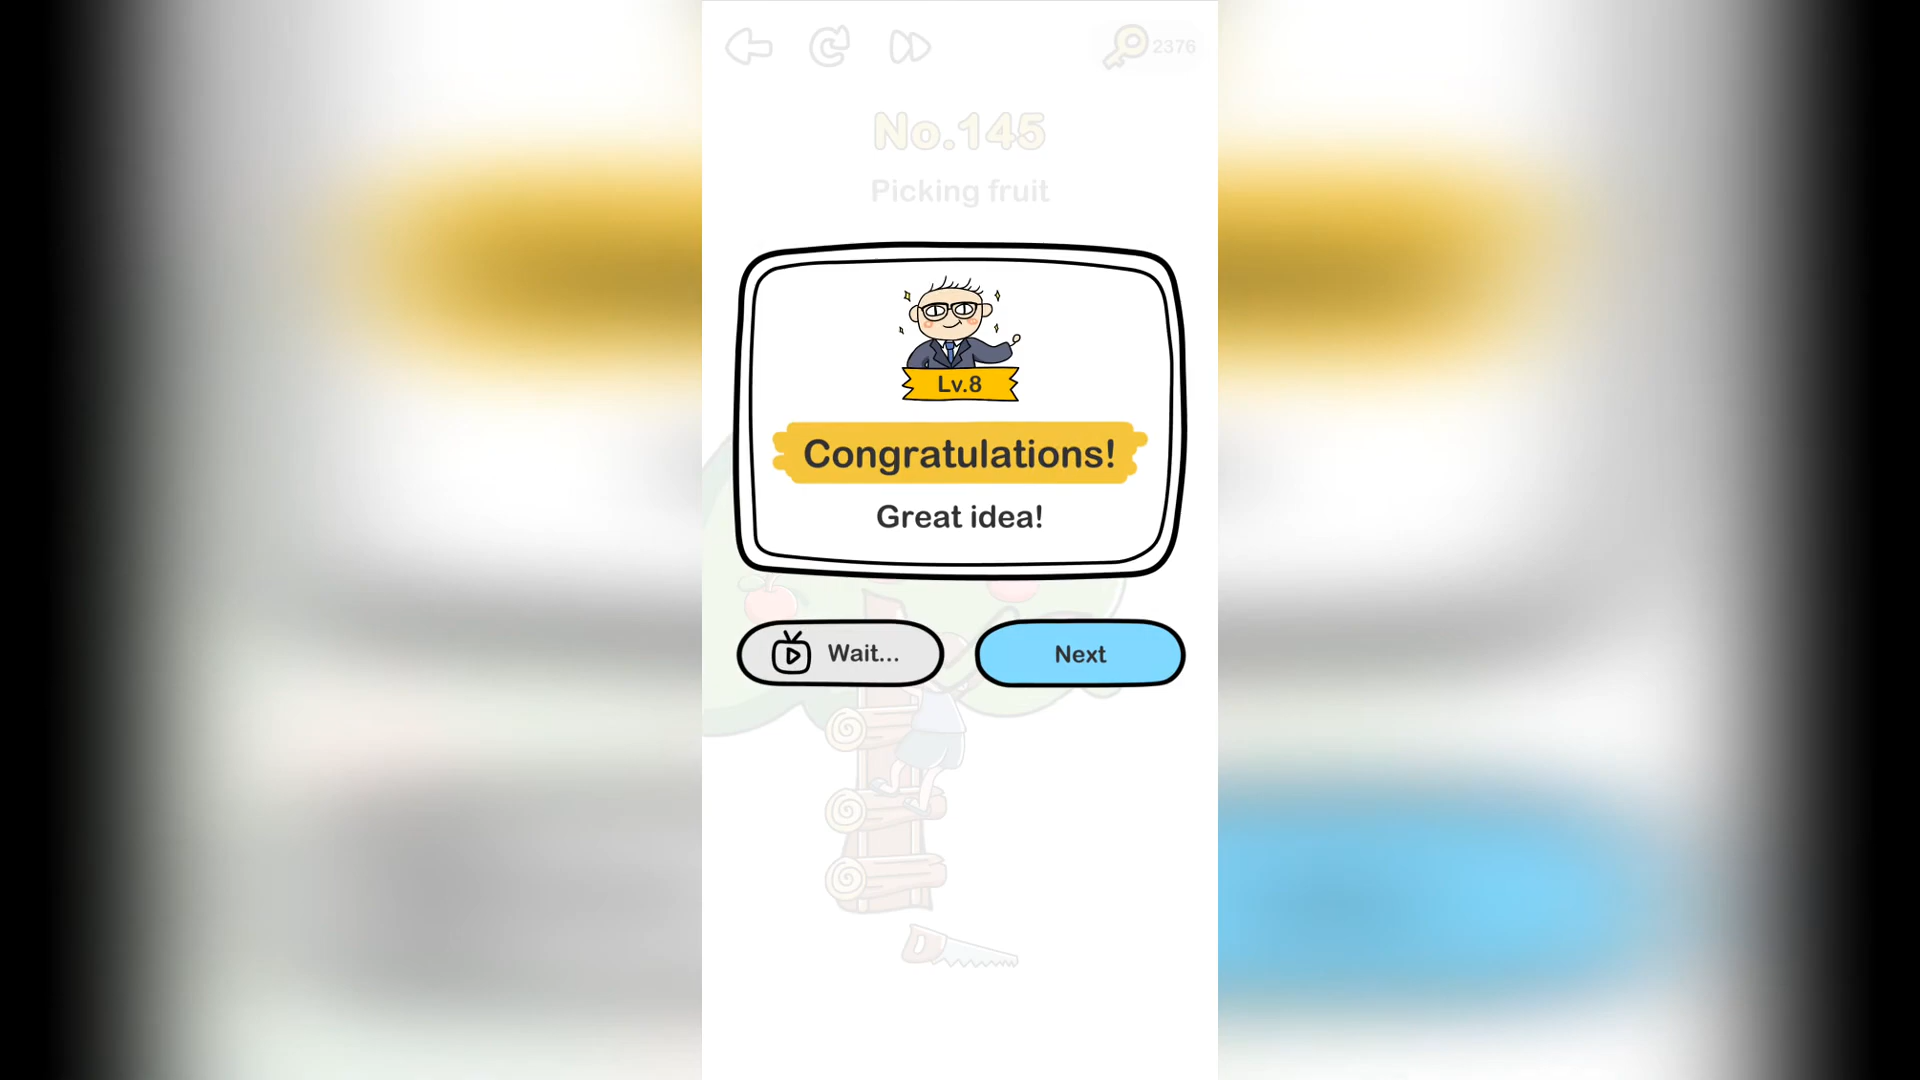 2376
No.145
Picking fruit
Lv.8
Congratulations!
Great idea!
Wait...
Next